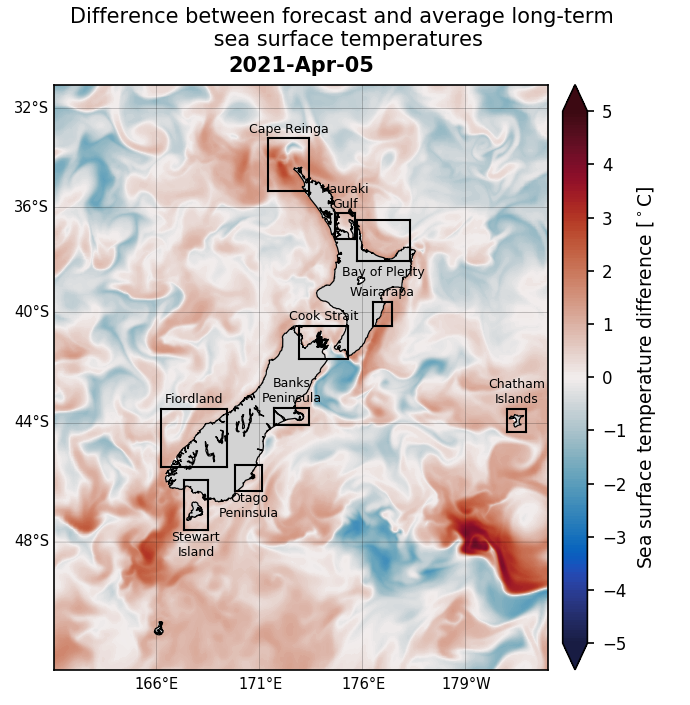 Difference between forecast and average long-term
sea surface temperatures
2021-Apr-05
32°S
36°S
40°S
44°S
48°S
166°E
171°E
176°E
179°W
Cape Reinga
Hauraki
Gulf
Bay of Plenty
Wairarapa
Cook Strait
Banks
Peninsula
Fiordland
Chatham
Islands
Otago
Peninsula
Stewart
Island
5
4
3
2
1
0
−1
−2
−3
−4
−5
Sea surface temperature difference [°C]